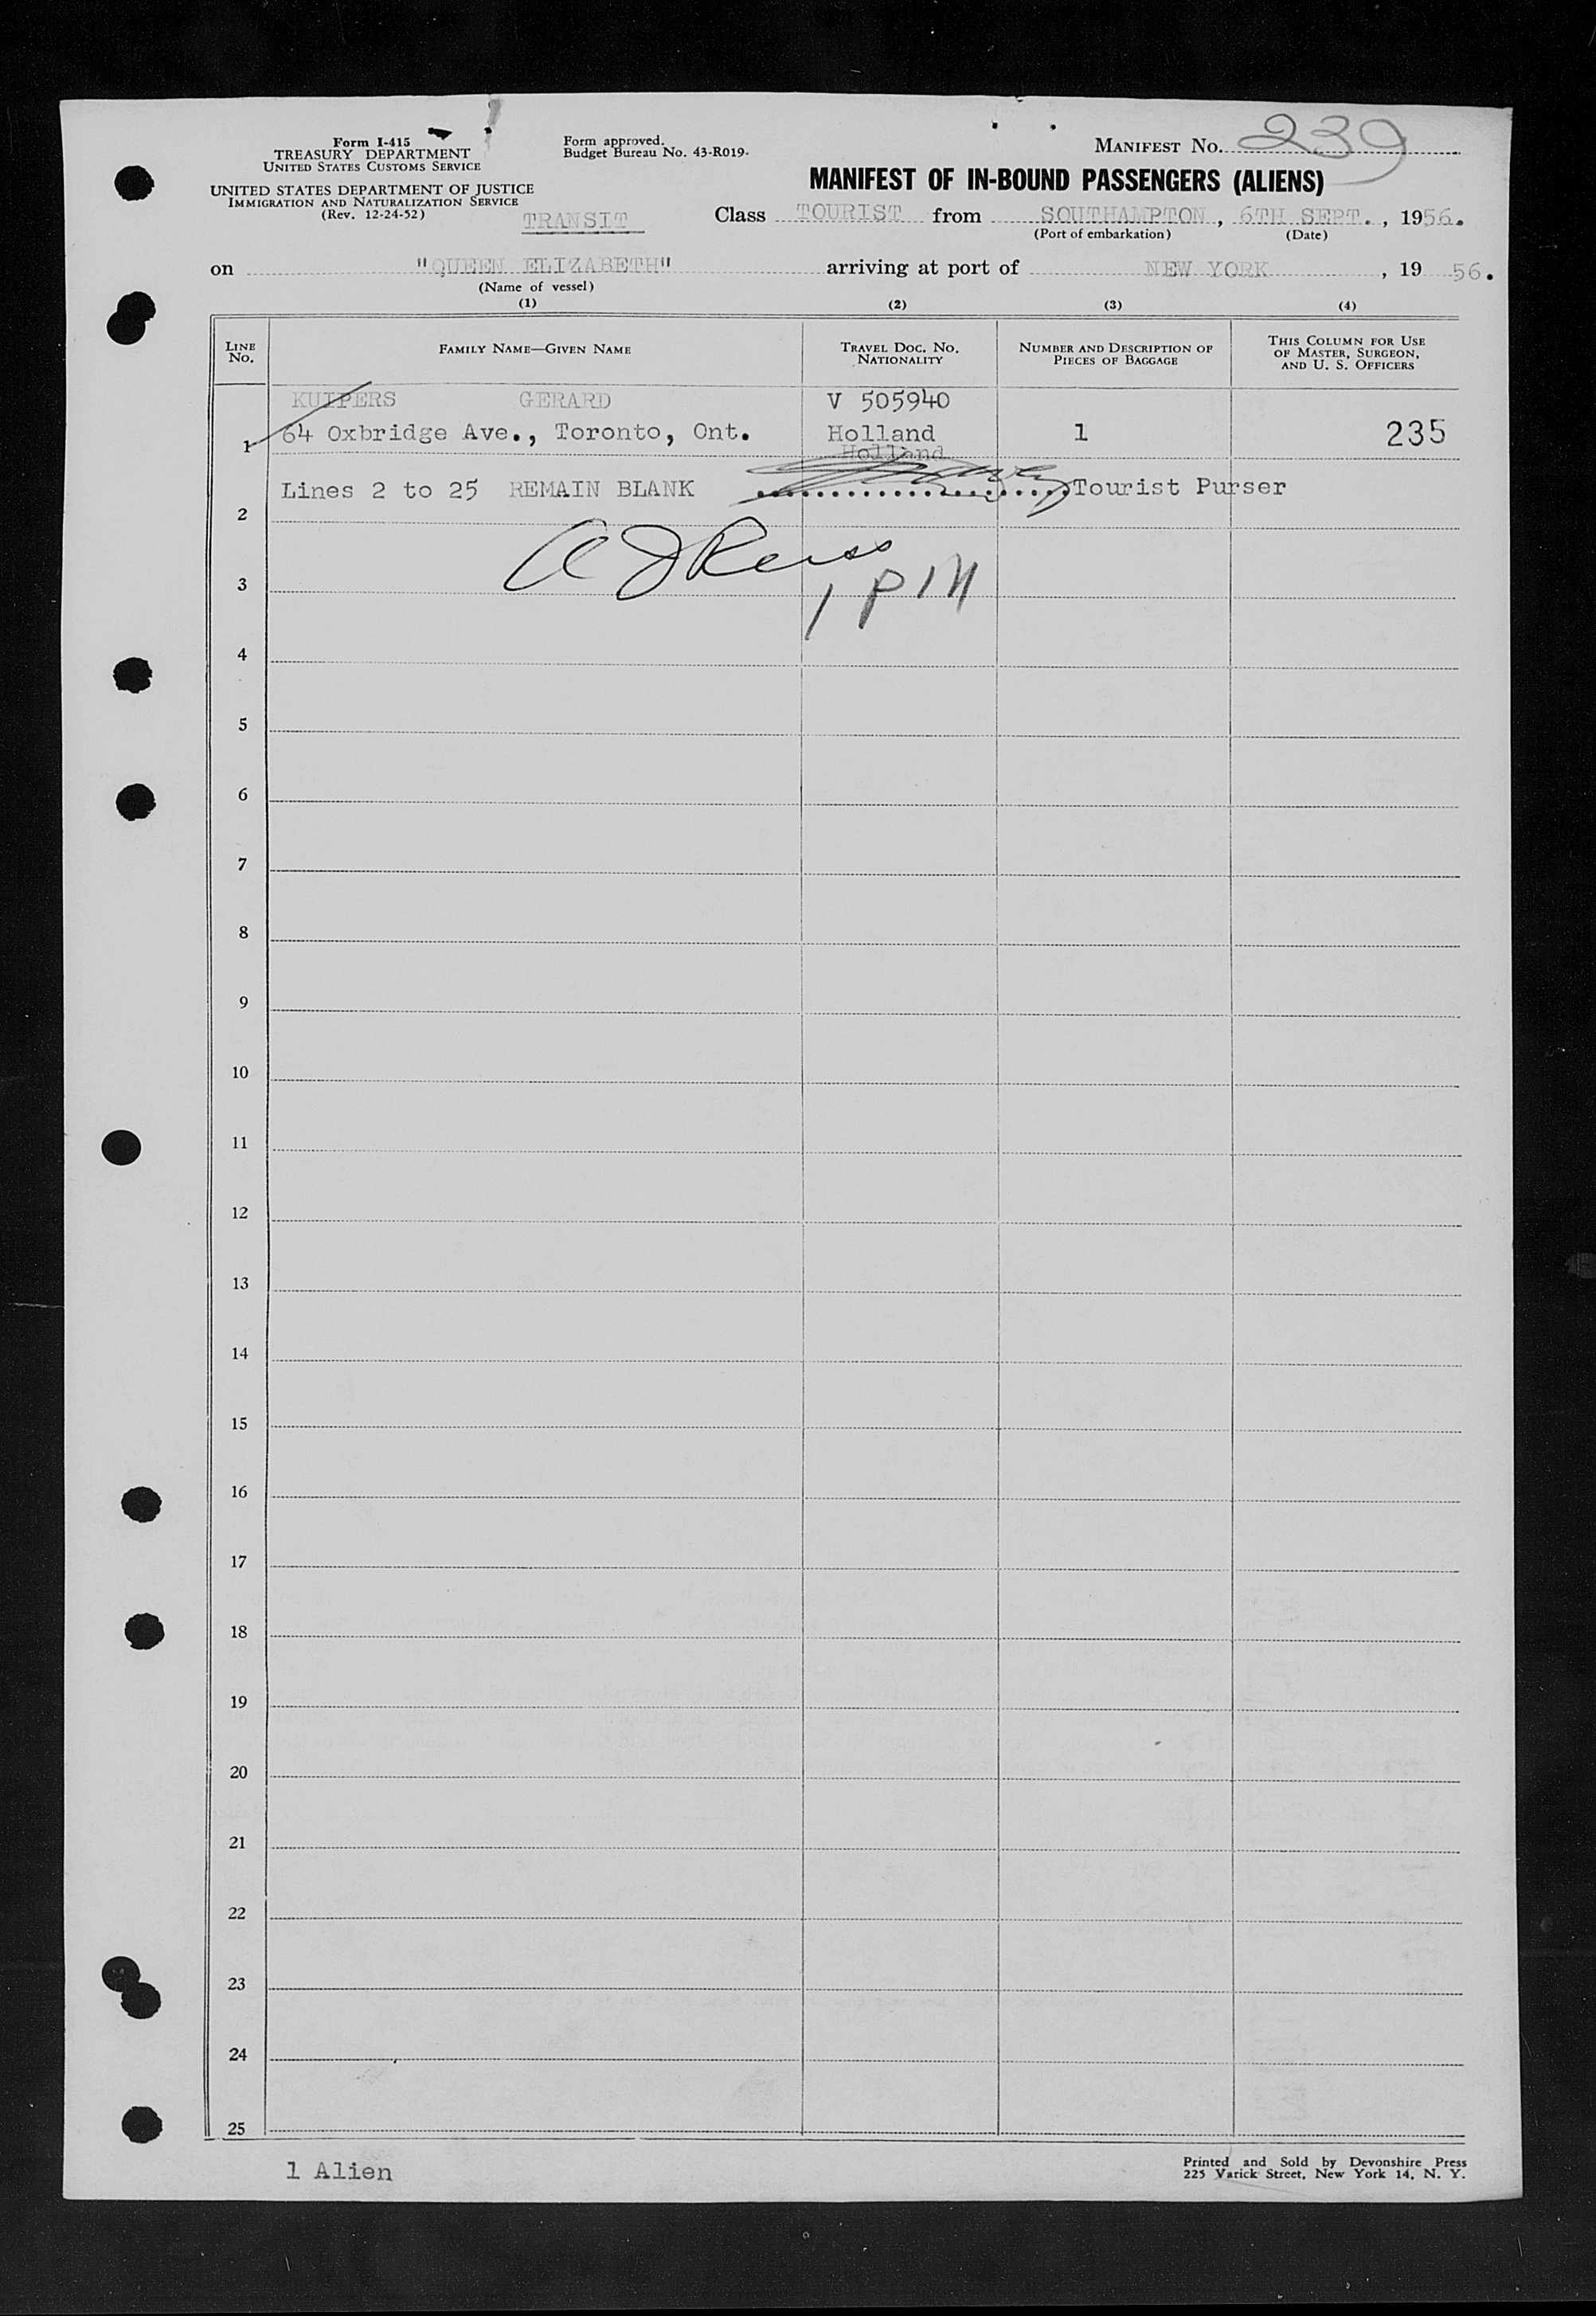 Form I-415
TREASURY DEPARTMENT
UNITED STATES CUSTOMS SERVICE
UNITED STATES DEPARTMENT OF JUSTICE
IMMIGRATION AND NATURALIZATION SERVICE
(Rev. 12-24-52)
Form approved.
Budget Bureau No. 43-R019.
MANIFEST NO. 239
MANIFEST OF IN-BOUND PASSENGERS (ALIENS)
TRANSIT Class TOURIST from SOUTHAMPTON, 6TH SEPT., 1956.
(Port of embarkation) (Date)
on "QUEEN ELIZABETH" arriving at port of NEW YORK, 19 56.
(Name of vessel)
(1) (2) (3) (4)
LINE NO.
FAMILY NAME—GIVEN NAME
TRAVEL DOC. NO. NATIONALITY
NUMBER AND DESCRIPTION OF PIECES OF BAGGAGE
THIS COLUMN FOR USE OF MASTER, SURGEON, AND U. S. OFFICERS
KUIPERS GERARD V 505940
1 64 Oxbridge Ave., Toronto, Ont. Holland 1 235
Holland
Lines 2 to 25 REMAIN BLANK Tourist Purser
2
3
4
5
6
7
8
9
10
11
12
13
14
15
16
17
18
19
20
21
22
23
24
25
1 Alien
Printed and Sold by Devonshire Press
225 Varick Street, New York 14, N. Y.